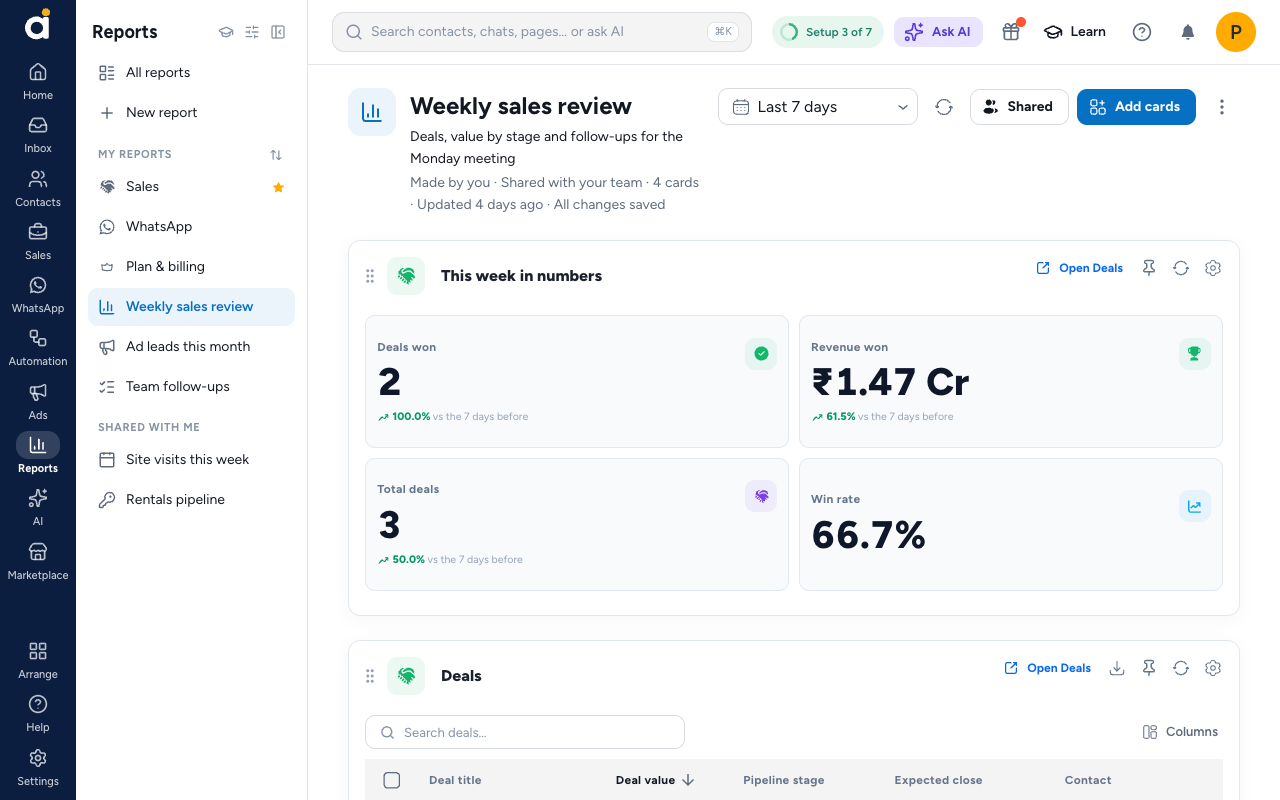 Reports
Search contacts, chats, pages... or ask AI
⌘K
Setup 3 of 7
Ask AI
Learn
P
Home
Inbox
Contacts
Sales
WhatsApp
Automation
Ads
Reports
AI
Marketplace
Arrange
Help
Settings
All reports
New report
MY REPORTS
Sales
WhatsApp
Plan & billing
Weekly sales review
Ad leads this month
Team follow-ups
SHARED WITH ME
Site visits this week
Rentals pipeline
Weekly sales review
Deals, value by stage and follow-ups for the
Monday meeting
Made by you · Shared with your team · 4 cards
· Updated 4 days ago · All changes saved
Last 7 days
Shared
Add cards
This week in numbers
Open Deals
Deals won
2
100.0% vs the 7 days before
Revenue won
₹1.47 Cr
61.5% vs the 7 days before
Total deals
3
50.0% vs the 7 days before
Win rate
66.7%
Deals
Open Deals
Search deals...
Columns
Deal title
Deal value
Pipeline stage
Expected close
Contact